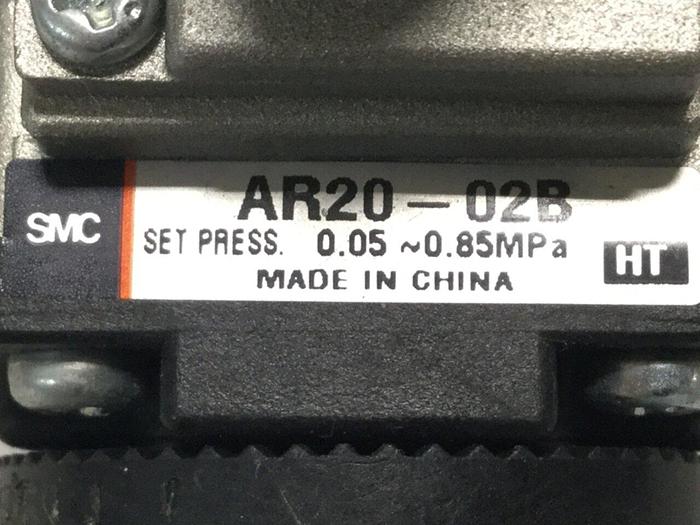 SMC
AR20-02B
SET PRESS. 0.05 ~0.85MPa
MADE IN CHINA
HT